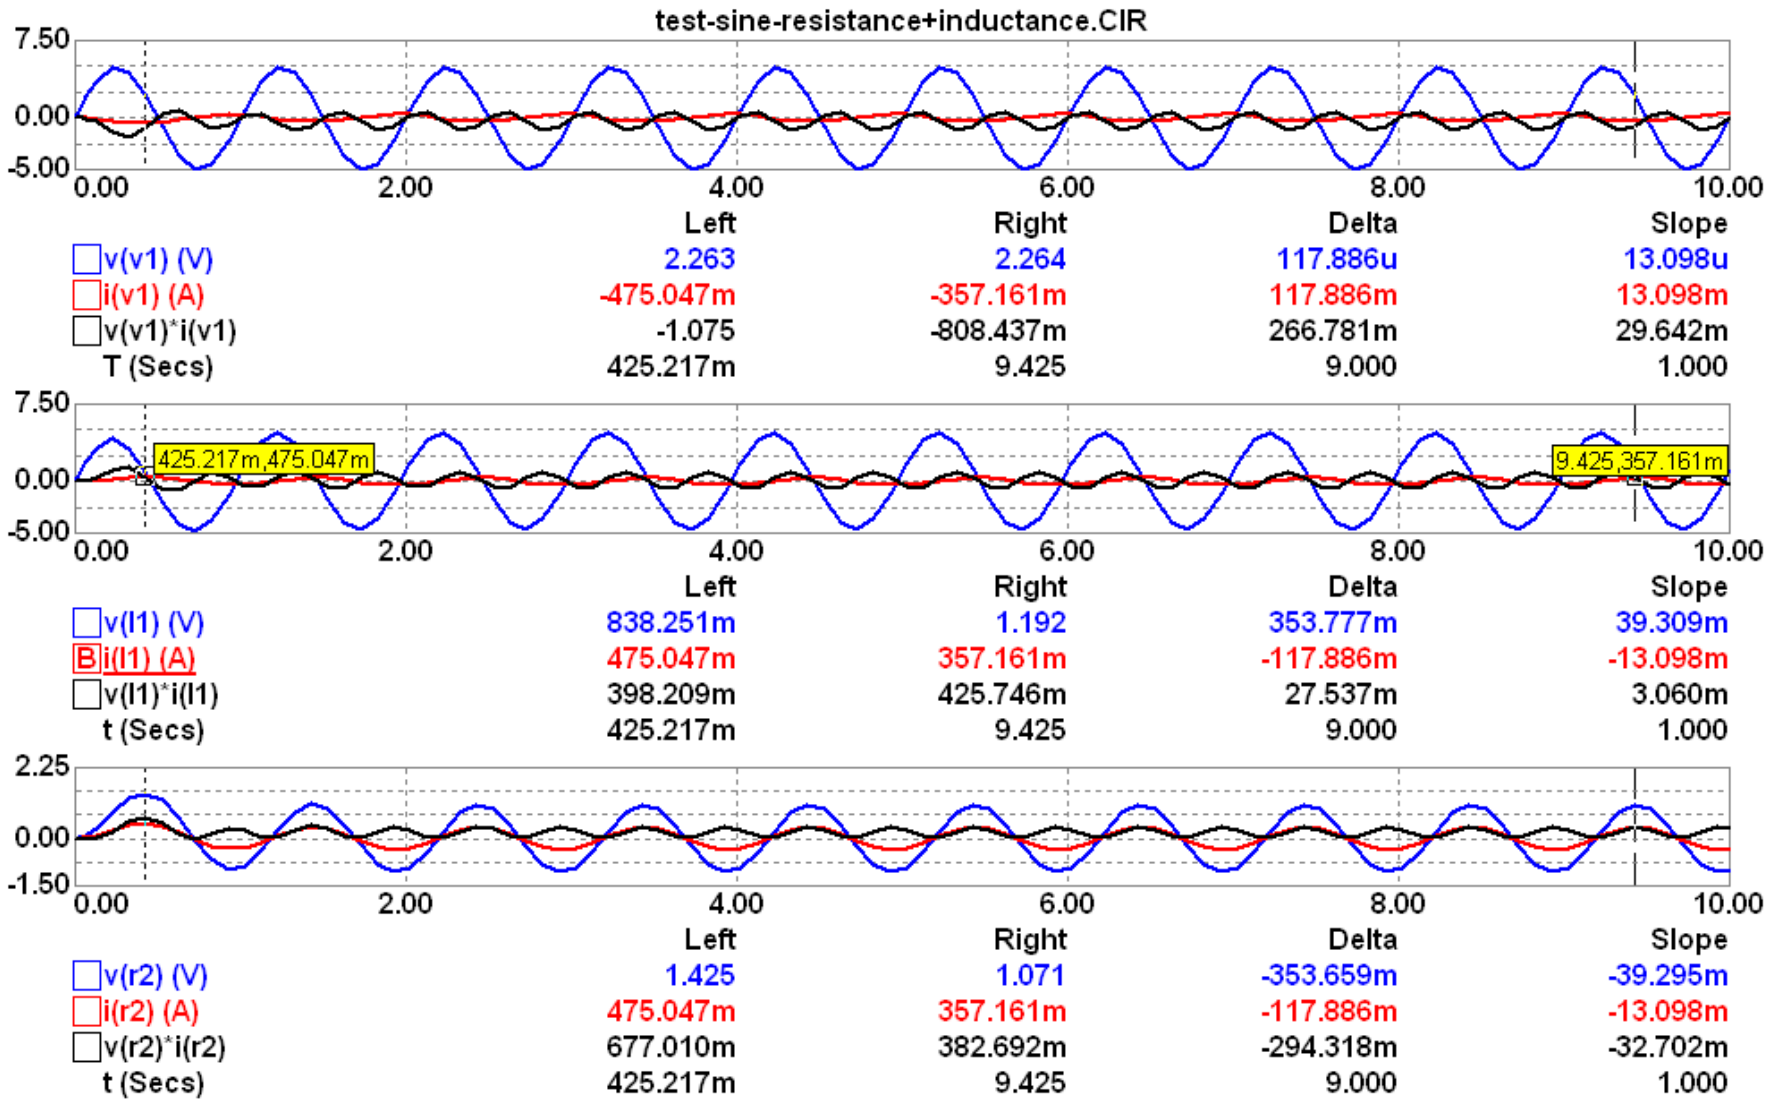 test-sine-resistance+inductance.CIR
7.50
0.00
-5.00
0.00 2.00 4.00 6.00 8.00 10.00
Left Right Delta Slope
v(v1) (V) 2.263 2.264 117.886u 13.098u
i(v1) (A) -475.047m -357.161m 117.886m 13.098m
v(v1)*i(v1) -1.075 -808.437m 266.781m 29.642m
T (Secs) 425.217m 9.425 9.000 1.000
7.50
425.217m,475.047m 9.425,357.161m
0.00
-5.00
0.00 2.00 4.00 6.00 8.00 10.00
Left Right Delta Slope
v(l1) (V) 838.251m 1.192 353.777m 39.309m
B i(l1) (A) 475.047m 357.161m -117.886m -13.098m
v(l1)*i(l1) 398.209m 425.746m 27.537m 3.060m
t (Secs) 425.217m 9.425 9.000 1.000
2.25
0.00
-1.50
0.00 2.00 4.00 6.00 8.00 10.00
Left Right Delta Slope
v(r2) (V) 1.425 1.071 -353.659m -39.295m
i(r2) (A) 475.047m 357.161m -117.886m -13.098m
v(r2)*i(r2) 677.010m 382.692m -294.318m -32.702m
t (Secs) 425.217m 9.425 9.000 1.000